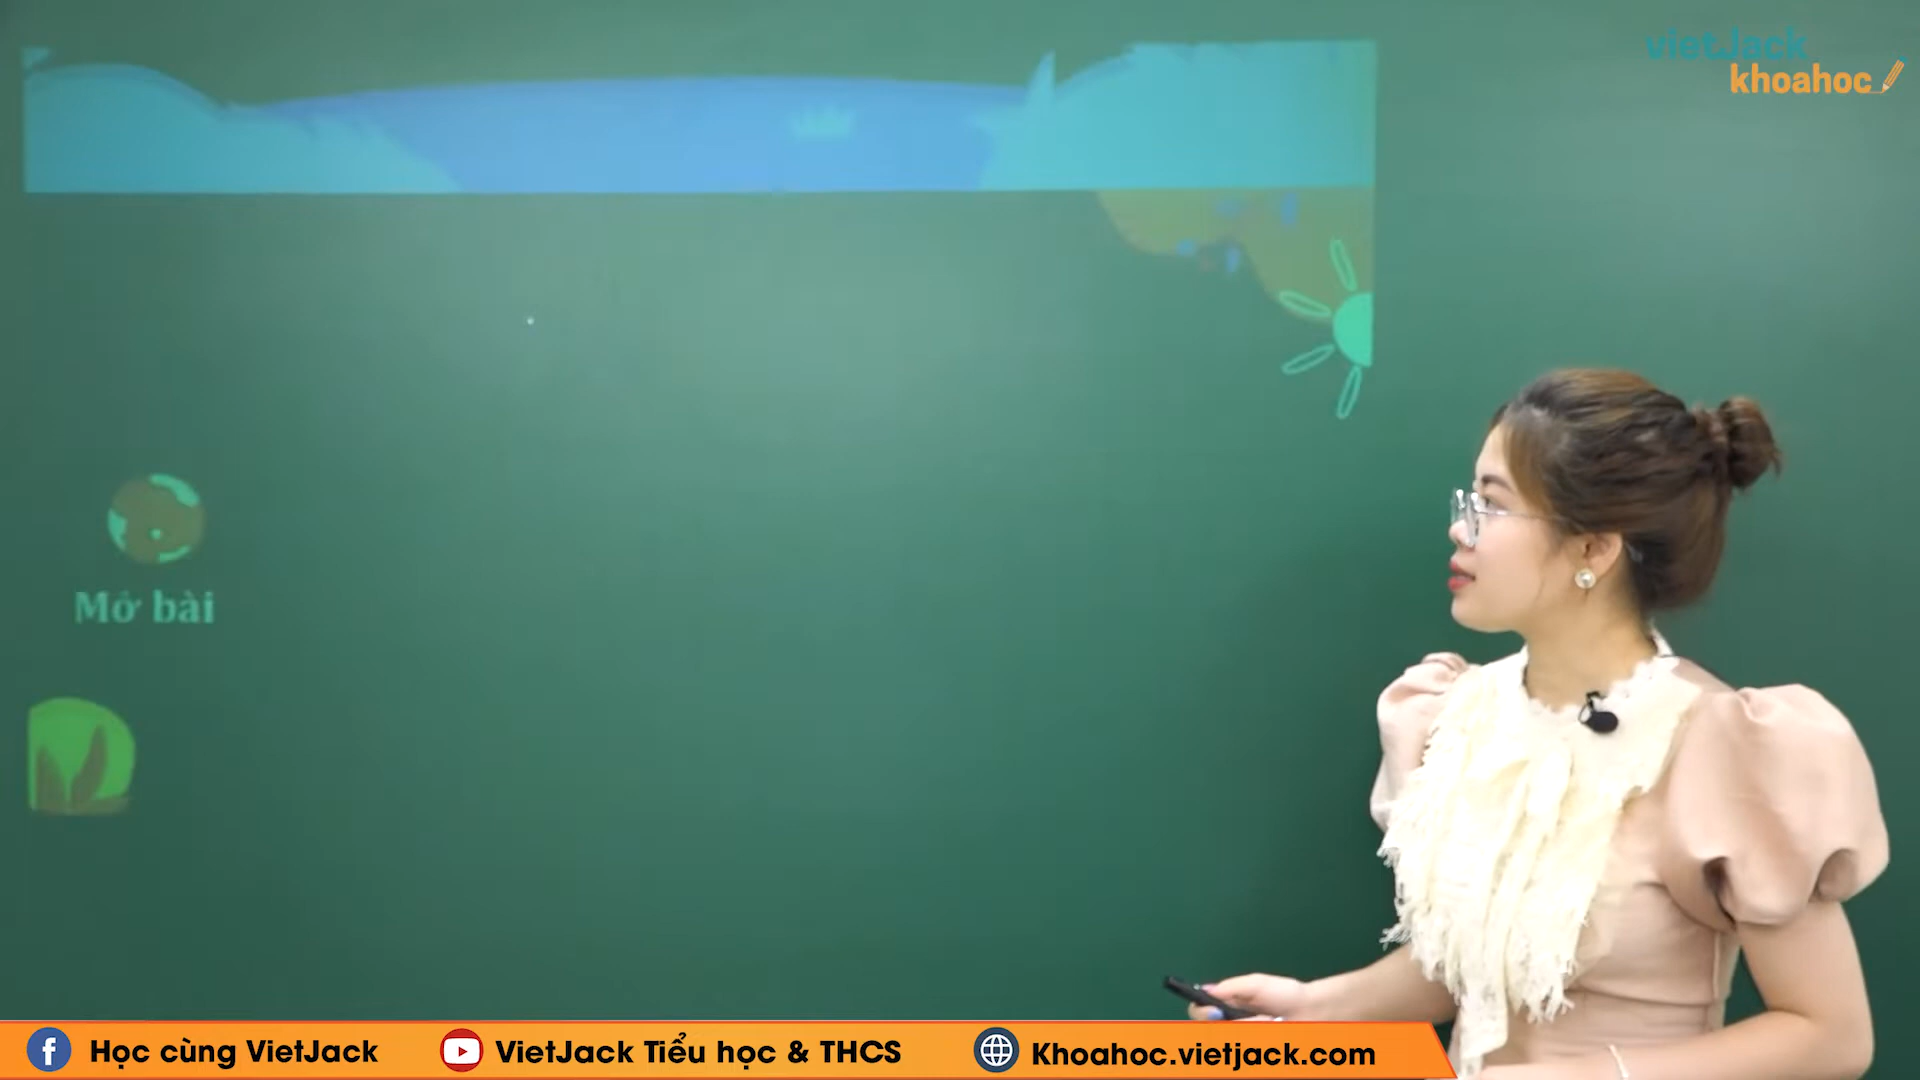 vietJack
khoahoc
Mở bài
Học cùng VietJack
VietJack Tiểu học & THCS
Khoahoc.vietjack.com